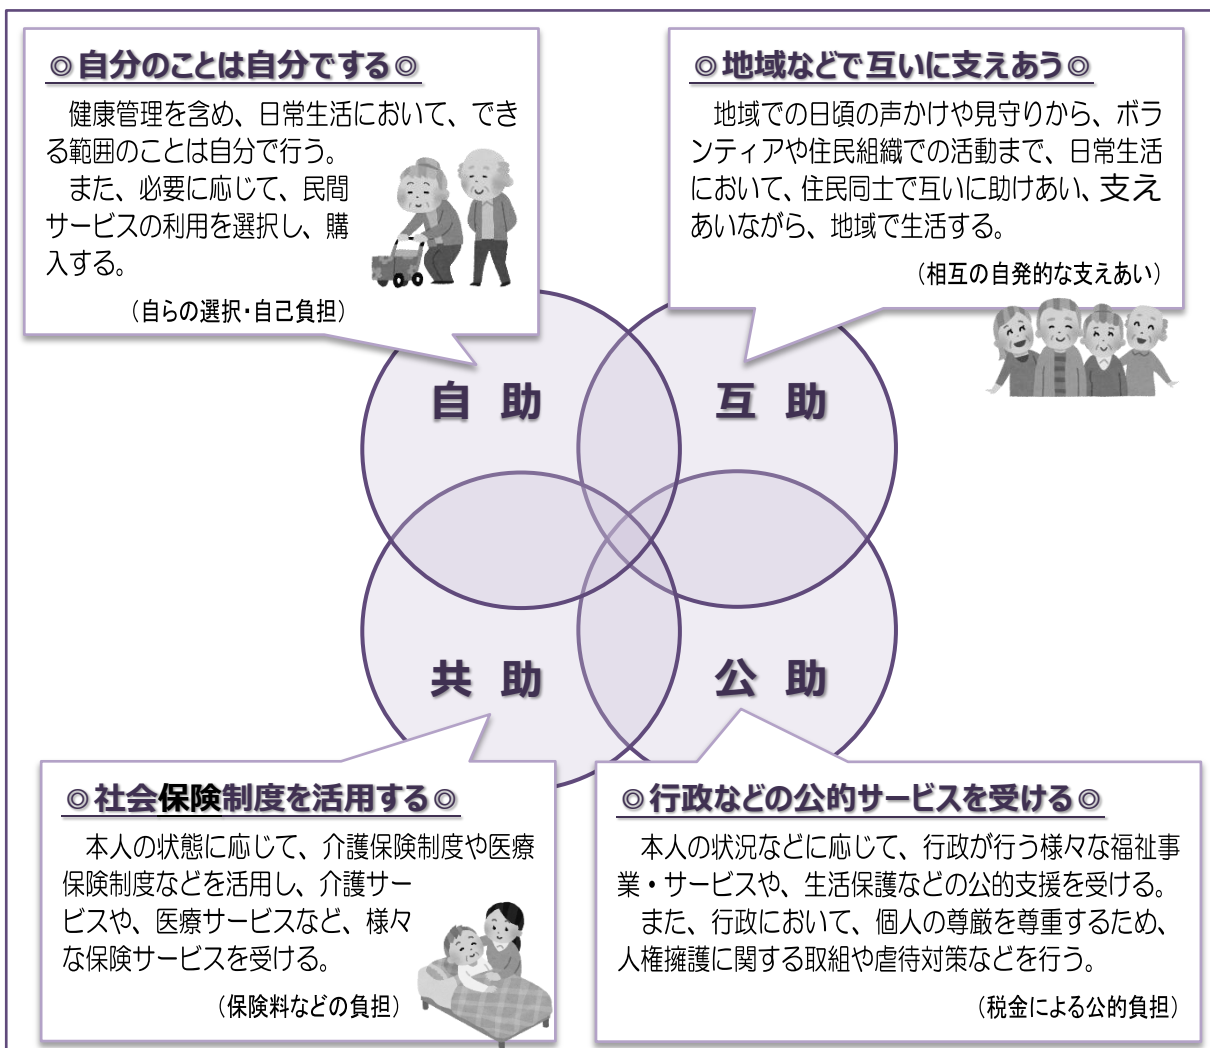 ◎自分のことは自分でする◎
健康管理を含め、日常生活において、でき
る範囲のことは自分で行う。
また、必要に応じて、民間
サービスの利用を選択し、購
入する。
（自らの選択・自己負担）
◎地域などで互いに支えあう◎
地域での日頃の声かけや見守りから、ボラ
ンティアや住民組織での活動まで、日常生活
において、住民同士で互いに助けあい、支え
あいながら、地域で生活する。
（相互の自発的な支えあい）
自 助
互 助
共 助
公 助
◎社会保険制度を活用する◎
本人の状態に応じて、介護保険制度や医療
保険制度などを活用し、介護サー
ビスや、医療サービスなど、様々
な保険サービスを受ける。
（保険料などの負担）
◎行政などの公的サービスを受ける◎
本人の状況などに応じて、行政が行う様々な福祉事
業・サービスや、生活保護などの公的支援を受ける。
また、行政において、個人の尊厳を尊重するため、
人権擁護に関する取組や虐待対策などを行う。
（税金による公的負担）